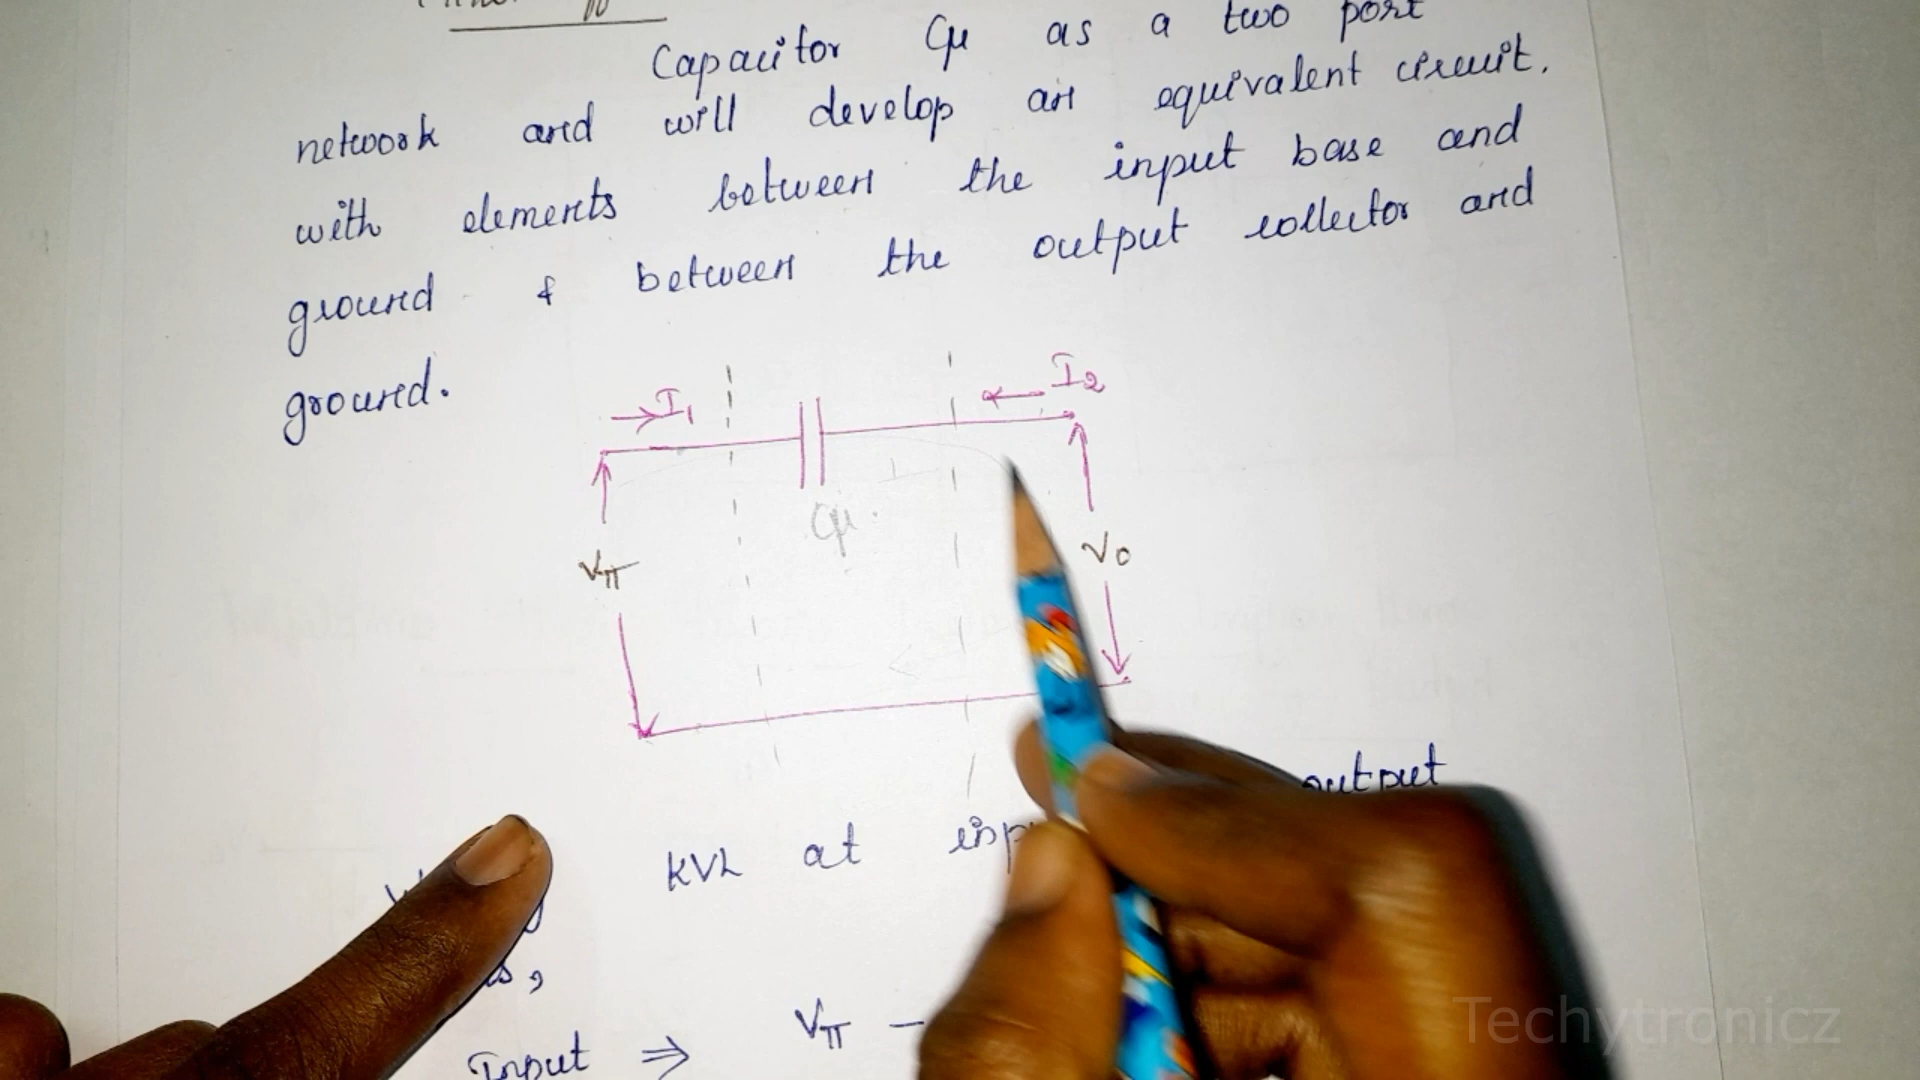 Capacitor Cμ as a two port
network and will develop an equivalent circuit.
with elements between the input base and
ground & between the output collector and
ground.
I1
I2
Cμ
Vπ
Vo
output
KVL at
Input ⇒ Vπ −
Techytronicz